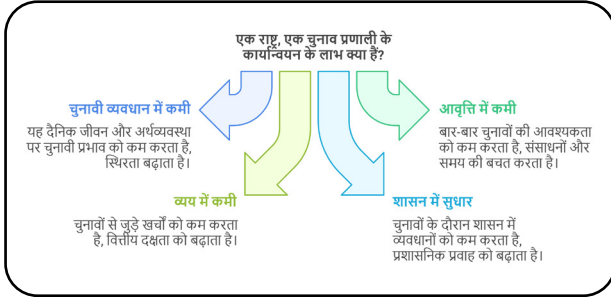 एक राष्ट्र, एक चुनाव प्रणाली के
कार्यान्वयन के लाभ क्या हैं?
चुनावी व्यवधान में कमी
यह दैनिक जीवन और अर्थव्यवस्था
पर चुनावी प्रभाव को कम करता है,
स्थिरता बढ़ाता है।
आवृत्ति में कमी
बार-बार चुनावों की आवश्यकता
को कम करता है, संसाधनों और
समय की बचत करता है।
व्यय में कमी
चुनावों से जुड़े खर्चों को कम करता
है, वित्तीय दक्षता को बढ़ाता है।
शासन में सुधार
चुनावों के दौरान शासन में
व्यवधानों को कम करता है,
प्रशासनिक प्रवाह को बढ़ाता है।